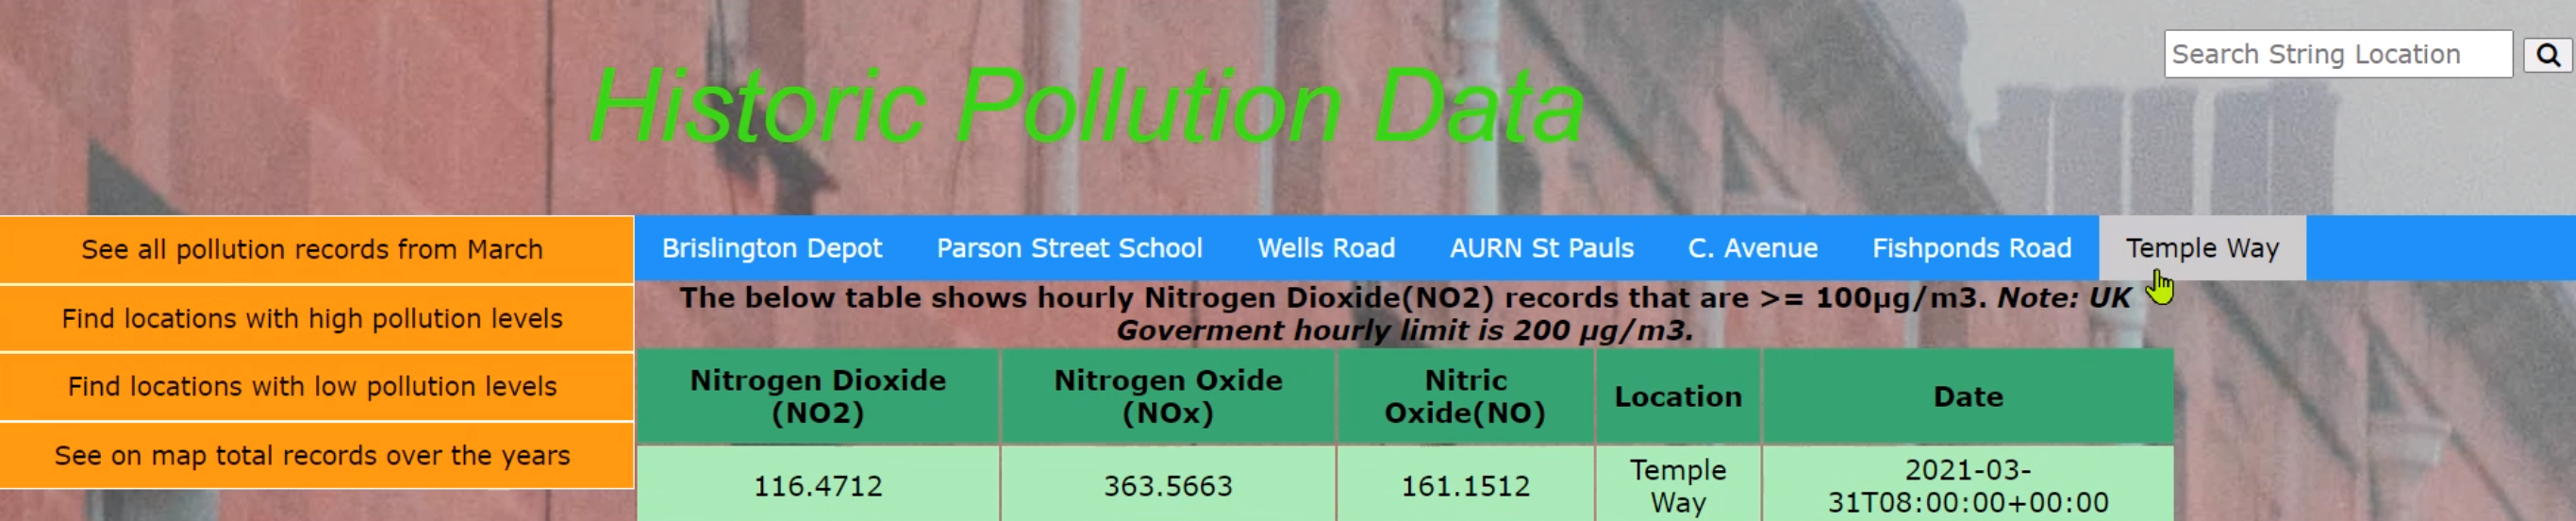 Search String Location
Historic Pollution Data
See all pollution records from March
Find locations with high pollution levels
Find locations with low pollution levels
See on map total records over the years
Brislington Depot Parson Street School Wells Road AURN St Pauls C. Avenue Fishponds Road Temple Way
The below table shows hourly Nitrogen Dioxide(NO2) records that are >= 100µg/m3. Note: UK
Goverment hourly limit is 200 µg/m3.
Nitrogen Dioxide
(NO2)
Nitrogen Oxide
(NOx)
Nitric
Oxide(NO)
Location
Date
116.4712
363.5663
161.1512
Temple
Way
2021-03-
31T08:00:00+00:00